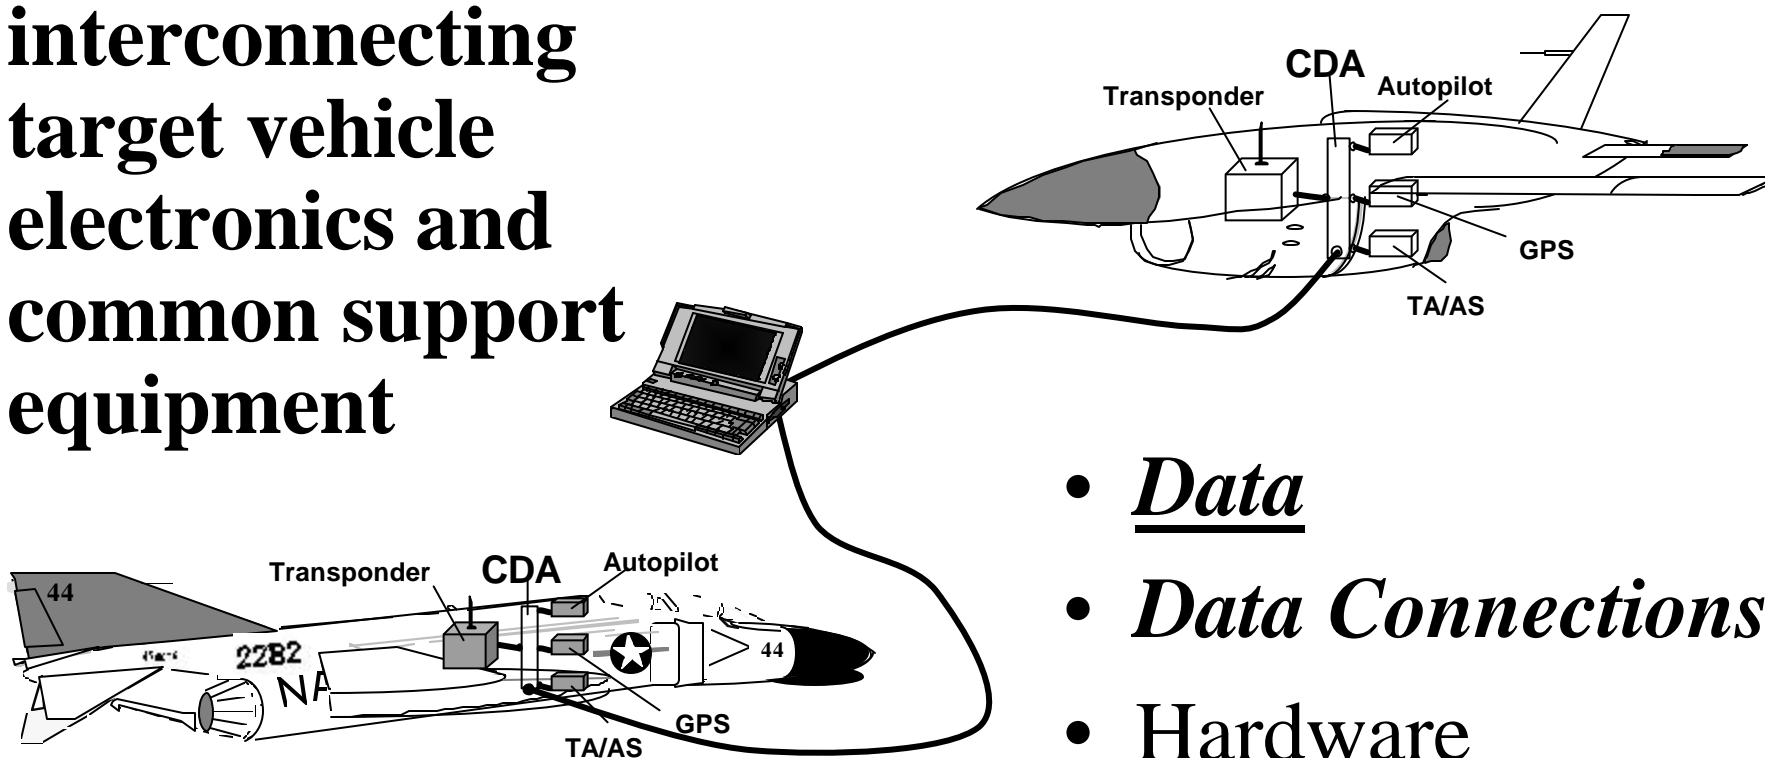 interconnecting
target vehicle
electronics and
common support
equipment
CDA
Transponder
Autopilot
GPS
TA/AS
• Data
• Data Connections
• Hardware
Transponder
CDA
Autopilot
44
2282
44
GPS
TA/AS